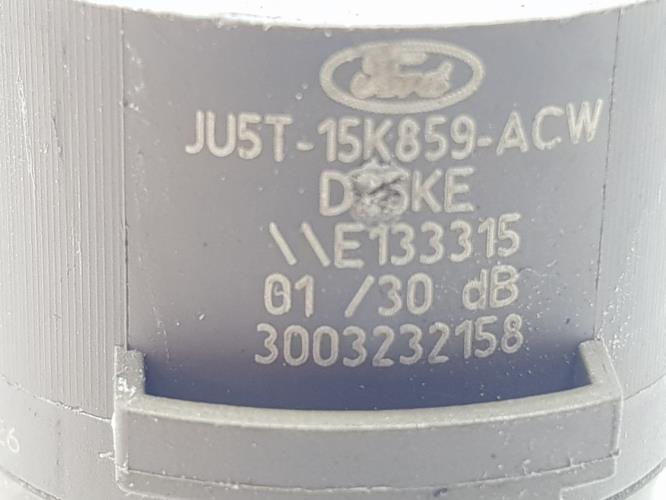 Ford
JU5T-15K859-ACW
\\E133315
01 /30 dB
3003232158